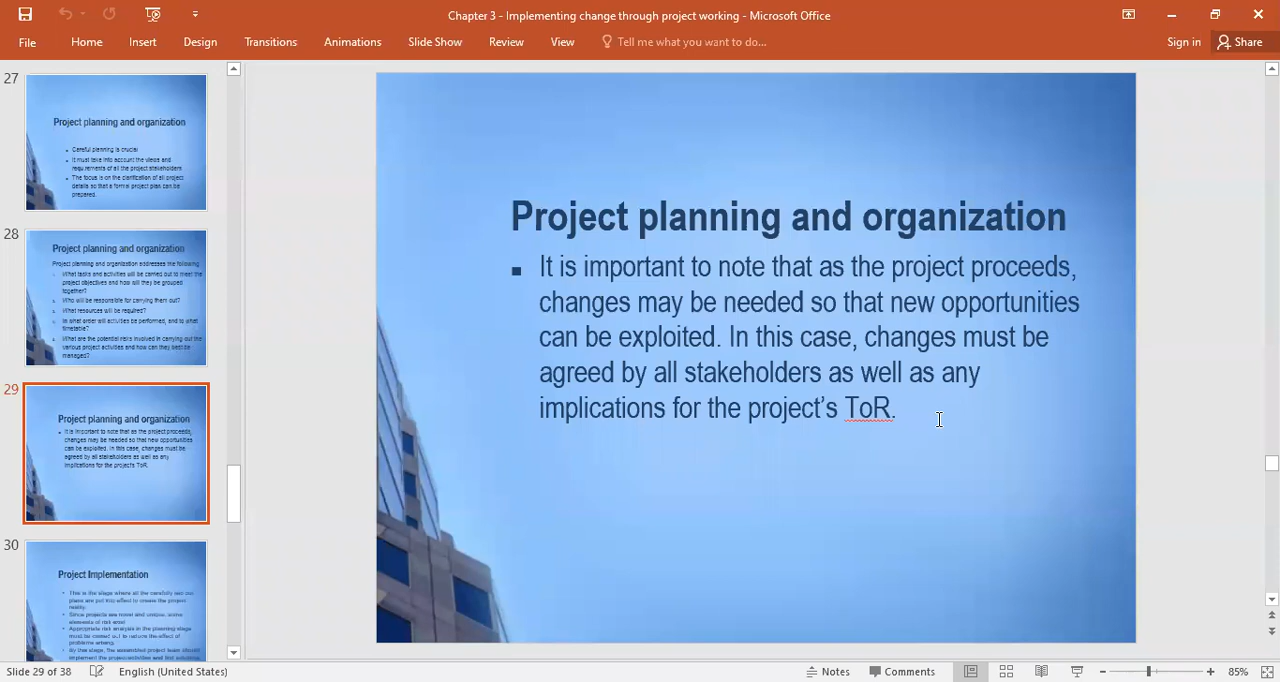 Chapter 3 - Implementing change through project working - Microsoft Office
File Home Insert Design Transitions Animations Slide Show Review View Tell me what you want to do... Sign in Share
27
Project planning and organization
Careful planning is crucial
It must take into account the views and
requirements of all the project stakeholders
The focus is on the clarification of all project
details so that a formal project plan can be
prepared.
28
Project planning and organization
Project planning and organization addresses the following
What tasks and activities will be carried out to meet the
project objectives and how will they be grouped
together?
Who will be responsible for carrying them out?
What resources will be required?
In what order will activities be performed, and to what
timetable?
What are the potential risks involved in carrying out the
various project activities and how can they best be
managed?
29
Project planning and organization
It is important to note that as the project proceeds,
changes may be needed so that new opportunities
can be exploited. In this case, changes must be
agreed by all stakeholders as well as any
implications for the project's ToR.
30
Project Implementation
This is the stage where all the carefully laid out
plans are put into effect to create the project
reality.
Since projects are novel and unique, some
elements of risk exist
Appropriate risk analysis in the planning stage
must be carried out to reduce the effect of
problems arising.
By this stage, the assembled project team should
implement the project activities and find solutions
Project planning and organization
■ It is important to note that as the project proceeds,
changes may be needed so that new opportunities
can be exploited. In this case, changes must be
agreed by all stakeholders as well as any
implications for the project’s ToR.
Slide 29 of 38 English (United States) Notes Comments 85%